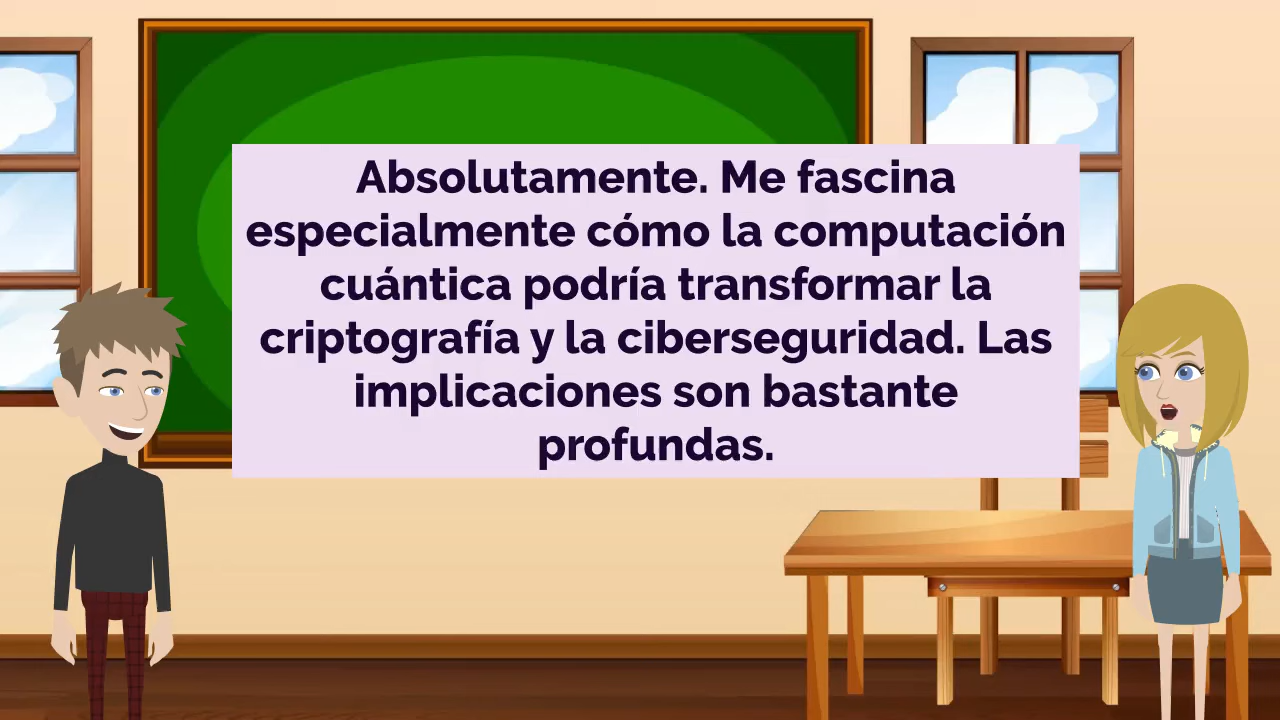 Absolutamente. Me fascina
especialmente cómo la computación
cuántica podría transformar la
criptografía y la ciberseguridad. Las
implicaciones son bastante
profundas.